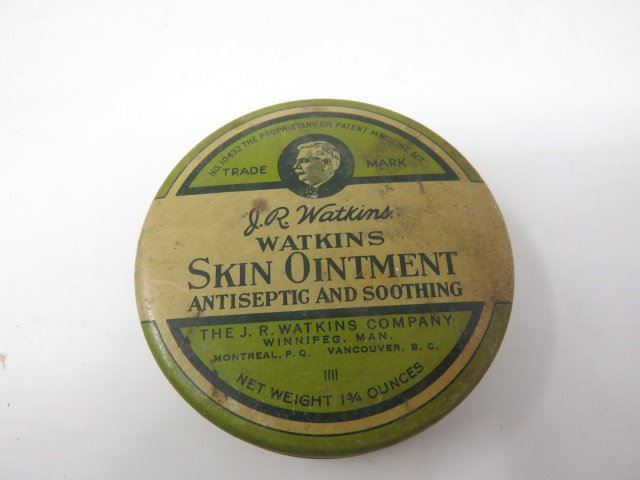 NO. 10432 THE PROPRIETARY OR PATENT MEDICINE ACT.
TRADE MARK
J.R. Watkins
WATKINS
SKIN OINTMENT
ANTISEPTIC AND SOOTHING
THE J. R. WATKINS COMPANY
WINNIPEG, MAN.
MONTREAL, P. Q. VANCOUVER, B. C.
NET WEIGHT 1¾ OUNCES